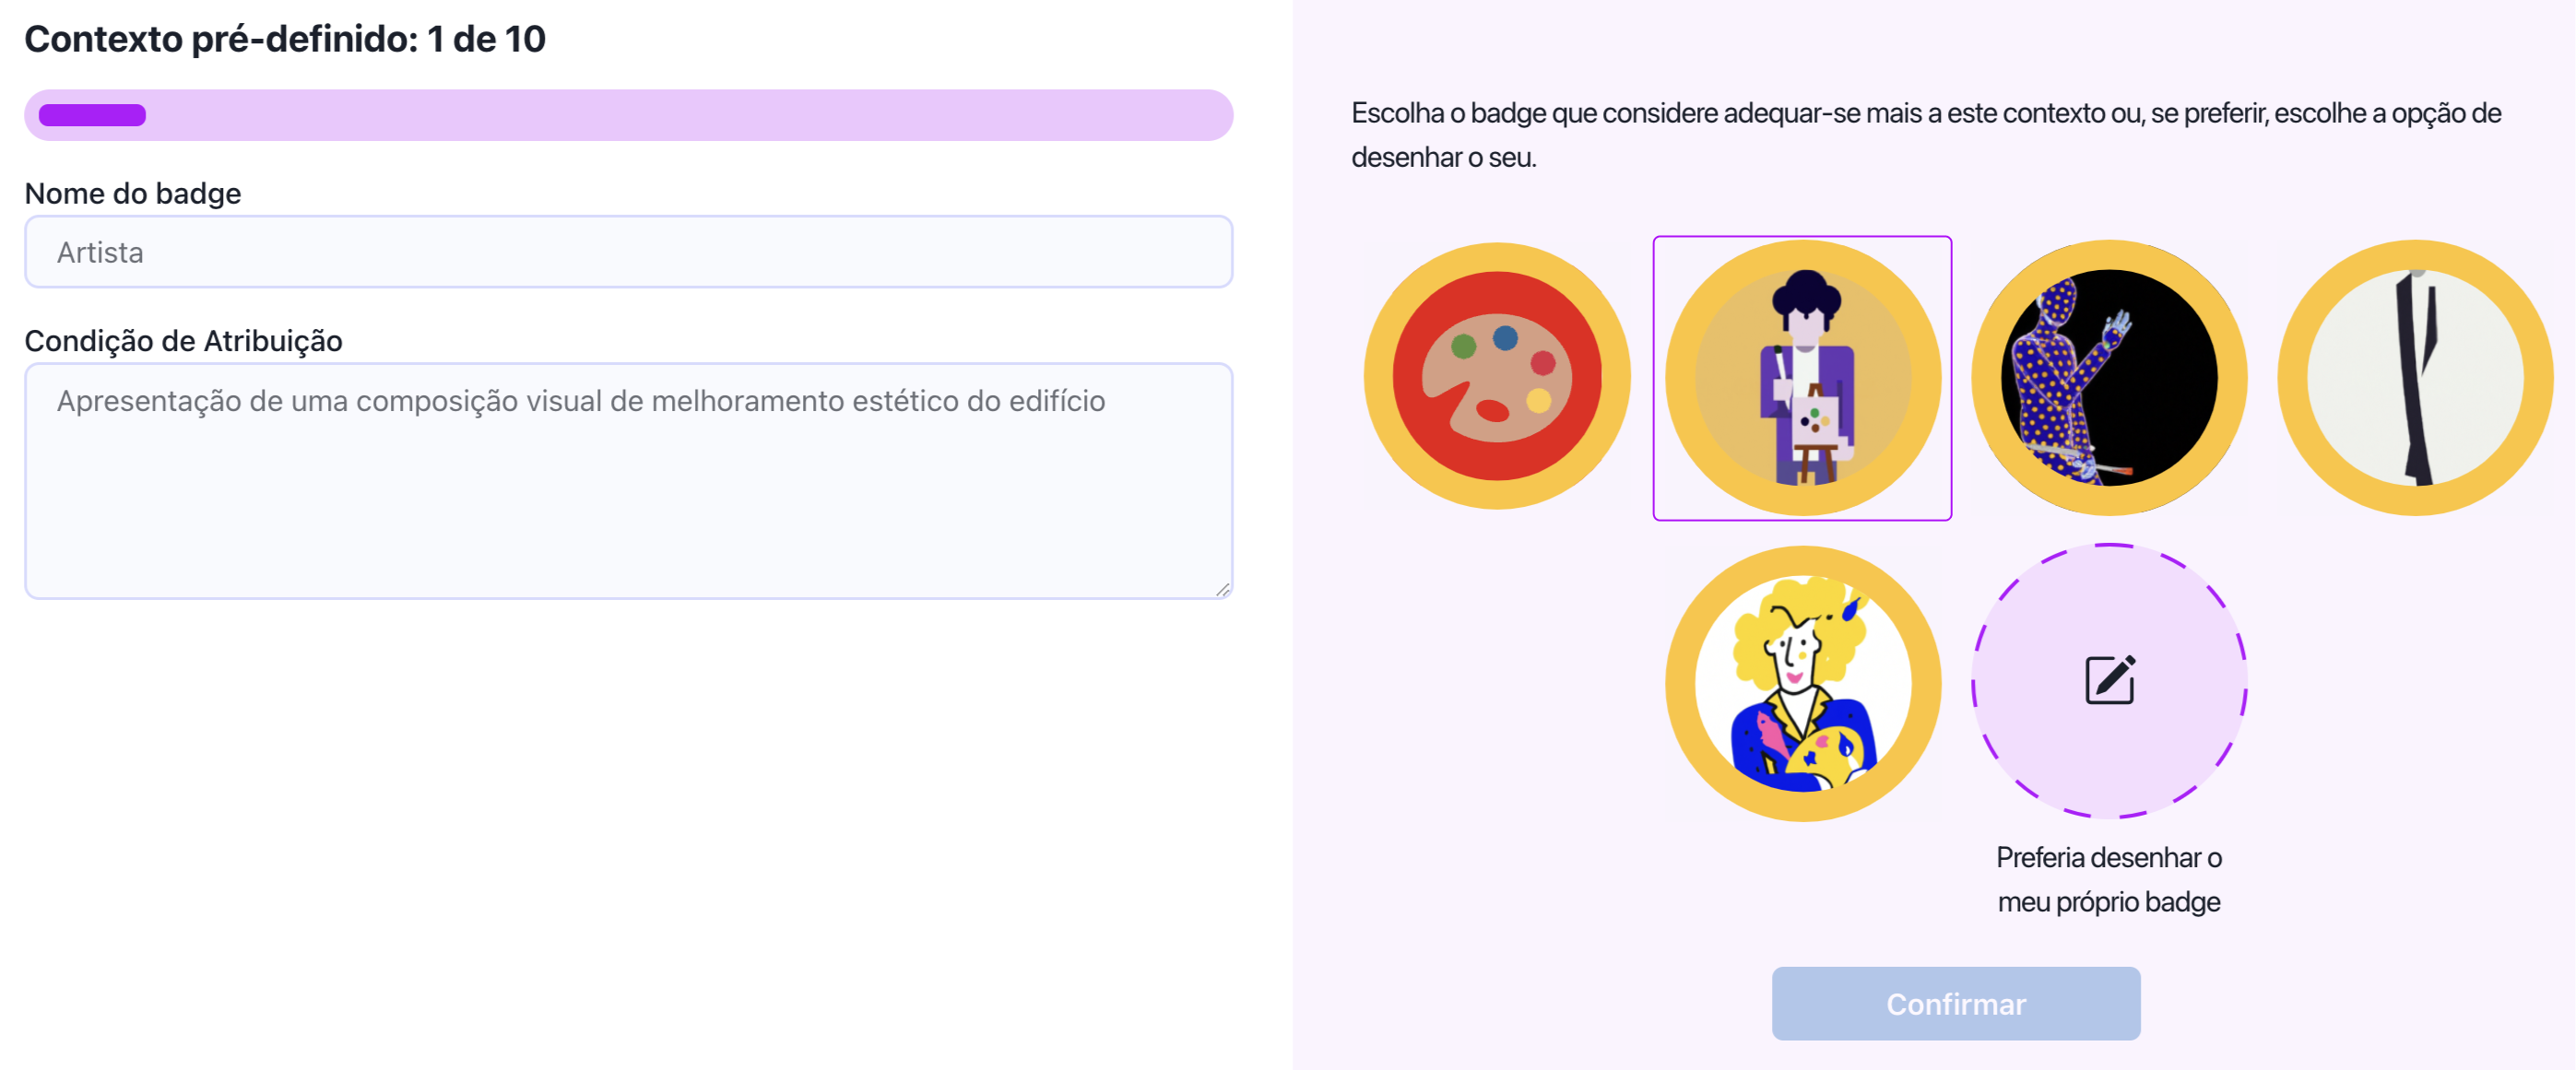 Contexto pré-definido: 1 de 10
Nome do badge
Artista
Condição de Atribuição
Apresentação de uma composição visual de melhoramento estético do edifício
Escolha o badge que considere adequar-se mais a este contexto ou, se preferir, escolhe a opção de
desenhar o seu.
Preferia desenhar o
meu próprio badge
Confirmar